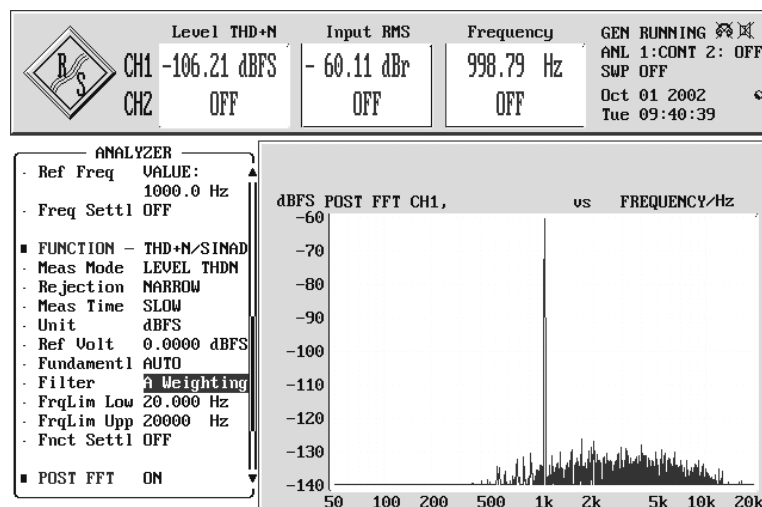 Level THD+N Input RMS Frequency
R S CH1 -106.21 dBFS - 60.11 dBr 998.79 Hz
CH2 OFF OFF OFF
GEN RUNNING
ANL 1:CONT 2: OFF
SWP OFF
Oct 01 2002
Tue 09:40:39
ANALYZER
Ref Freq VALUE:
1000.0 Hz
Freq Settl OFF
FUNCTION - THD+N/SINAD
Meas Mode LEVEL THDN
Rejection NARROW
Meas Time SLOW
Unit dBFS
Ref Volt 0.0000 dBFS
Fundamentl AUTO
Filter A Weighting
FrqLim Low 20.000 Hz
FrqLim Upp 20000 Hz
Fnct Settl OFF
POST FFT ON
dBFS POST FFT CH1, vs FREQUENCY/Hz
-60
-70
-80
-90
-100
-110
-120
-130
-140
50 100 200 500 1k 2k 5k 10k 20k